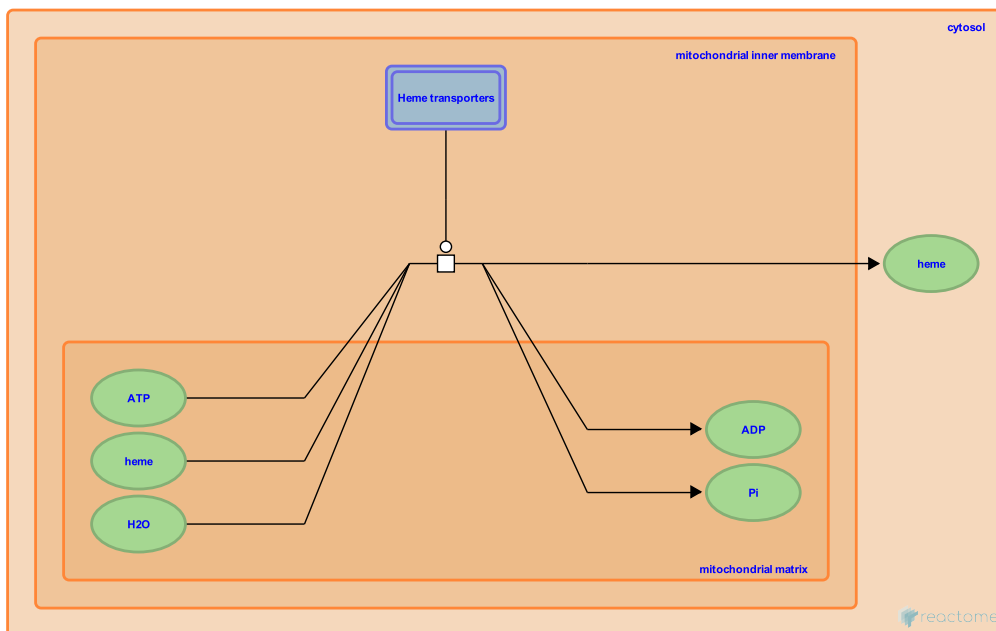 cytosol
mitochondrial inner membrane
Heme transporters
heme
ATP
heme
H2O
ADP
Pi
mitochondrial matrix
reactome